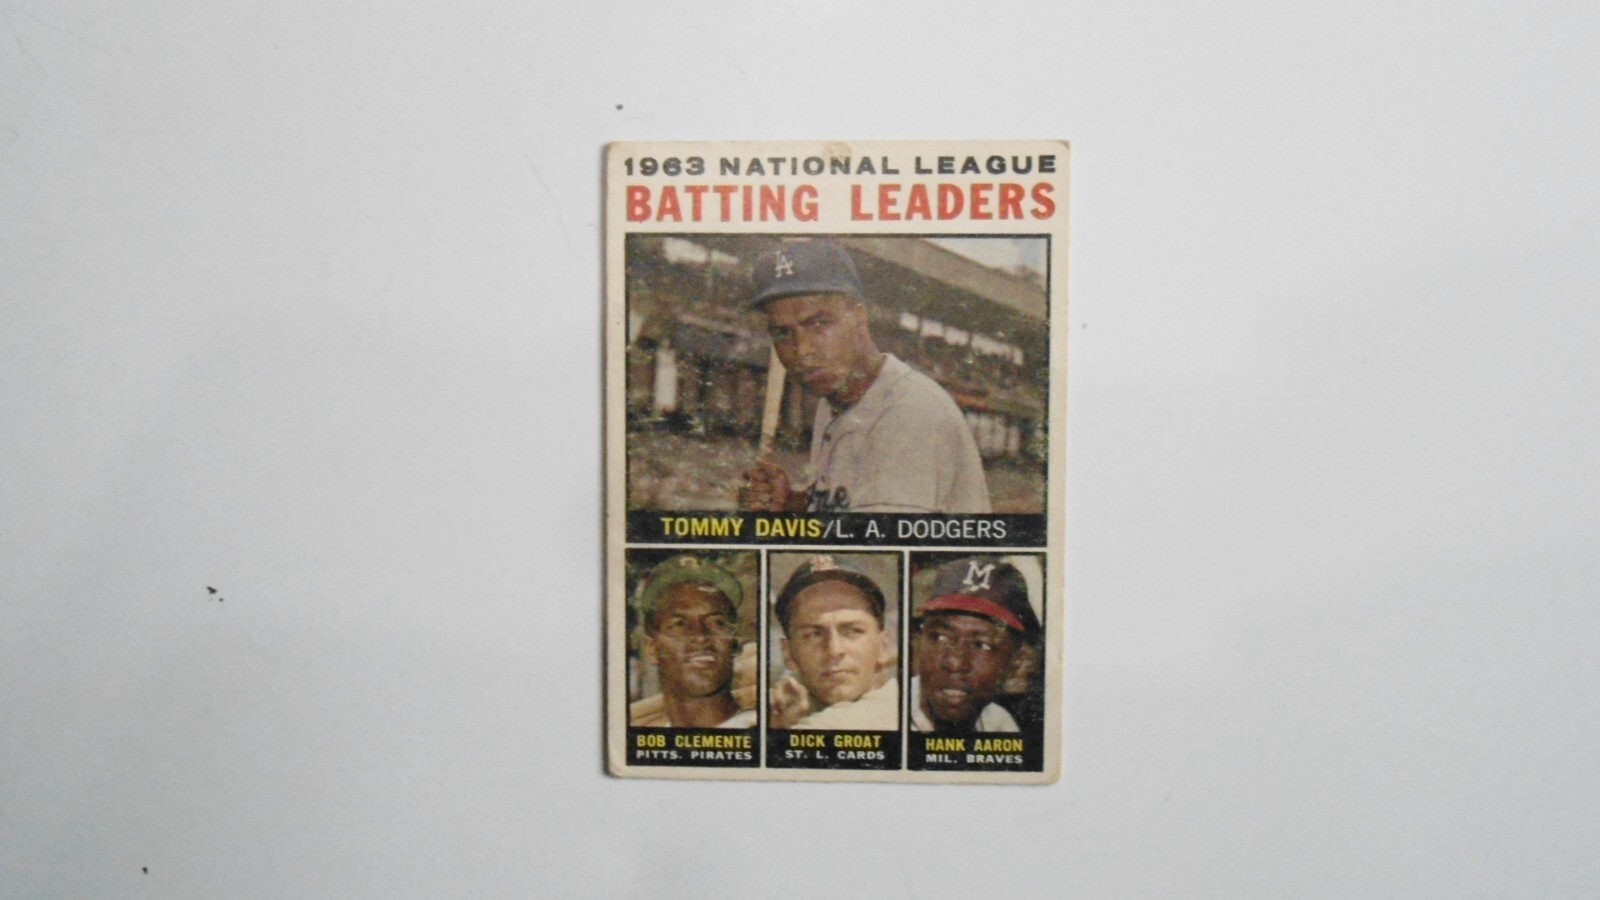 1963 NATIONAL LEAGUE
BATTING LEADERS
LA
TOMMY DAVIS/L. A. DODGERS
M
BOB CLEMENTE
PITTS. PIRATES
DICK GROAT
ST. L. CARDS
HANK AARON
MIL. BRAVES